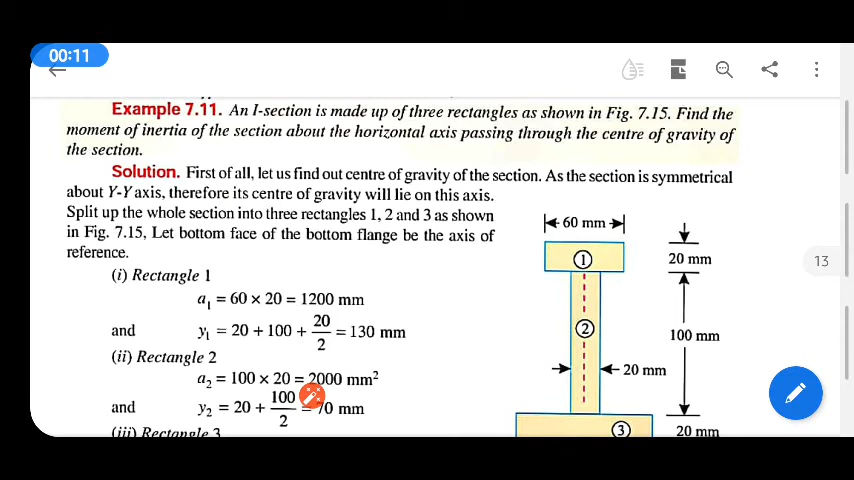 00:11
Example 7.11. An I-section is made up of three rectangles as shown in Fig. 7.15. Find the
moment of inertia of the section about the horizontal axis passing through the centre of gravity of
the section.
Solution. First of all, let us find out centre of gravity of the section. As the section is symmetrical
about Y-Y axis, therefore its centre of gravity will lie on this axis.
Split up the whole section into three rectangles 1, 2 and 3 as shown
in Fig. 7.15, Let bottom face of the bottom flange be the axis of
reference.
(i) Rectangle 1
a₁ = 60 × 20 = 1200 mm
and y₁ = 20 + 100 + 20/2 = 130 mm
(ii) Rectangle 2
a₂ = 100 × 20 = 2000 mm²
and y₂ = 20 + 100/2 = 70 mm
(iii) Rectangle 3
60 mm
1
20 mm
2
100 mm
20 mm
3
20 mm
13